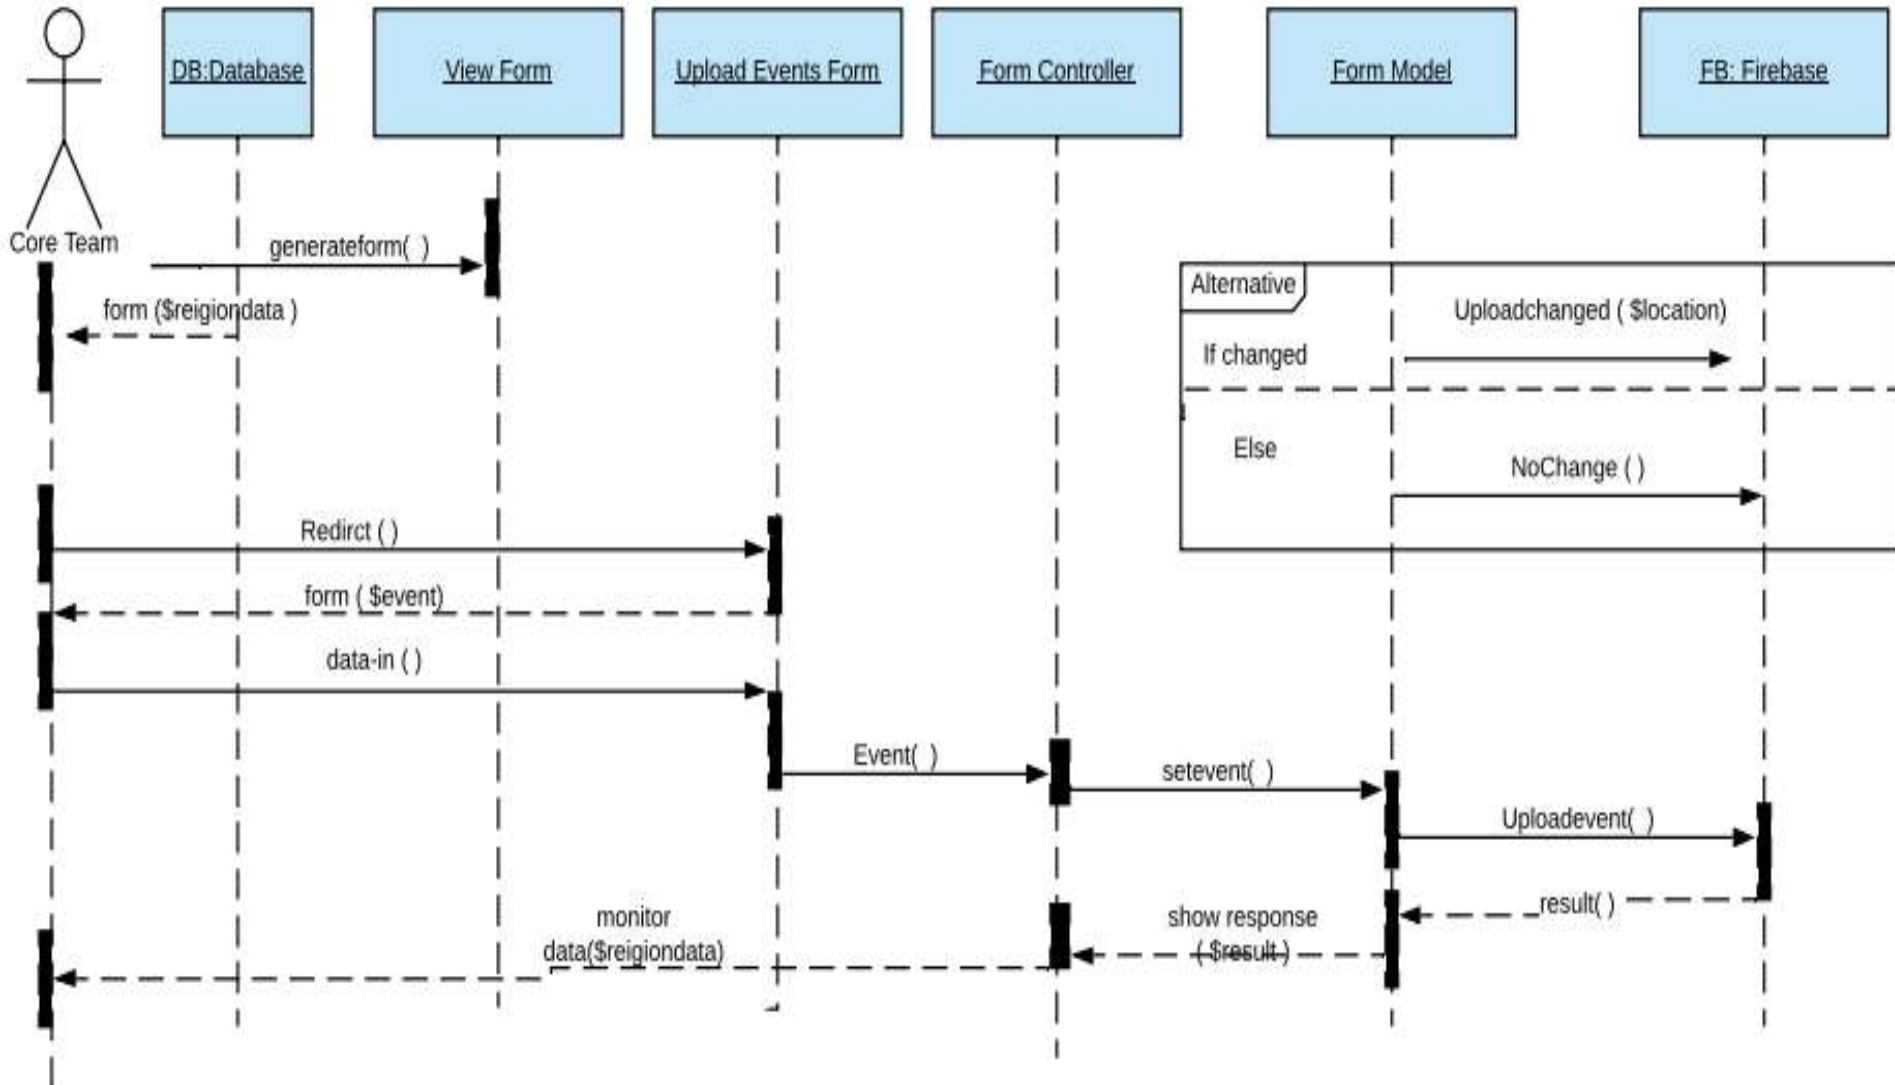 DB:Database
View Form
Upload Events Form
Form Controller
Form Model
FB: Firebase
Core Team
generateform(  )
form ($reigiondata )
Alternative
Uploadchanged ( $location)
If changed
Else
NoChange ( )
Redirct ( )
form ( $event)
data-in ( )
Event(  )
setevent(  )
Uploadevent(  )
result( )
show response
( $result )
monitor
data($reigiondata)